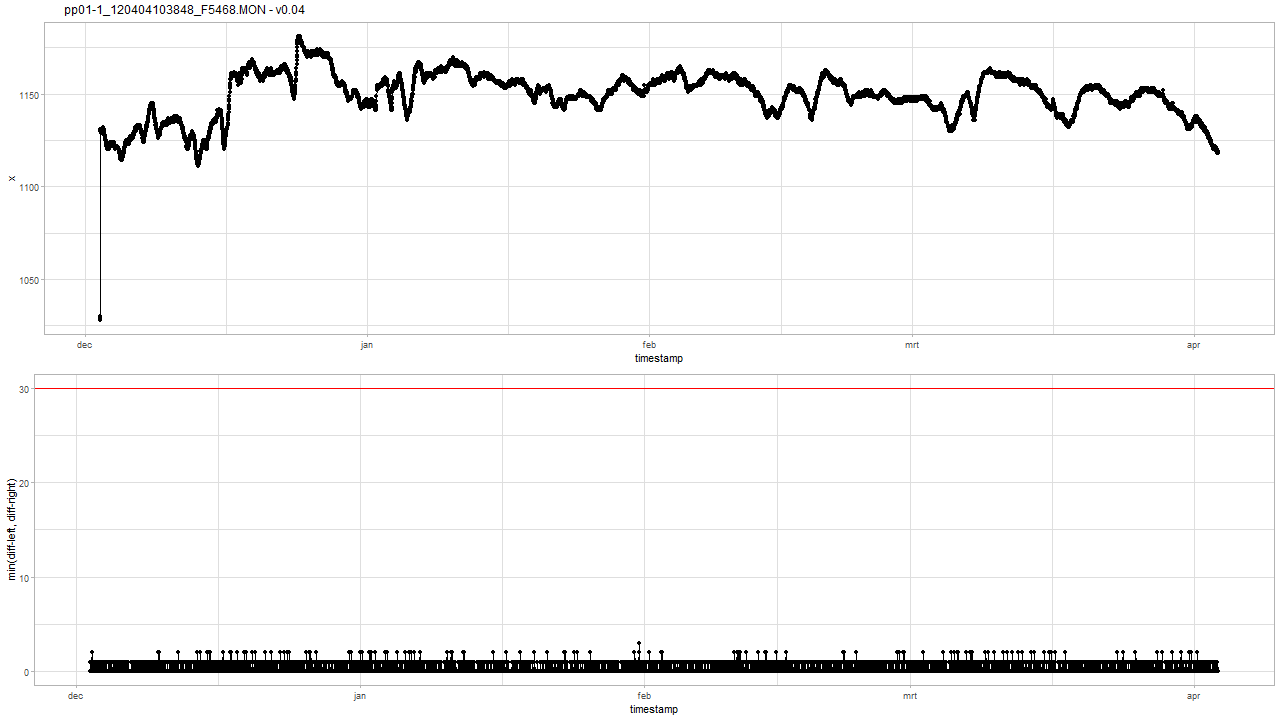 pp01-1_120404103848_F5468.MON - v0.04
1150
1100
1050
x
dec jan feb mrt apr
timestamp
30
20
10
0
min(diff-left, diff-right)
dec jan feb mrt apr
timestamp